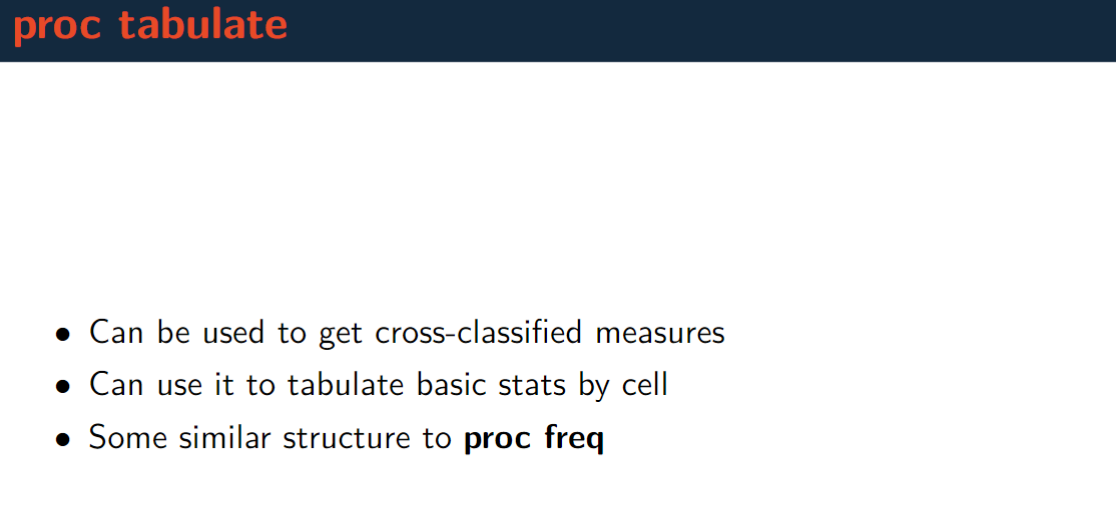 proc tabulate
• Can be used to get cross-classified measures
• Can use it to tabulate basic stats by cell
• Some similar structure to proc freq